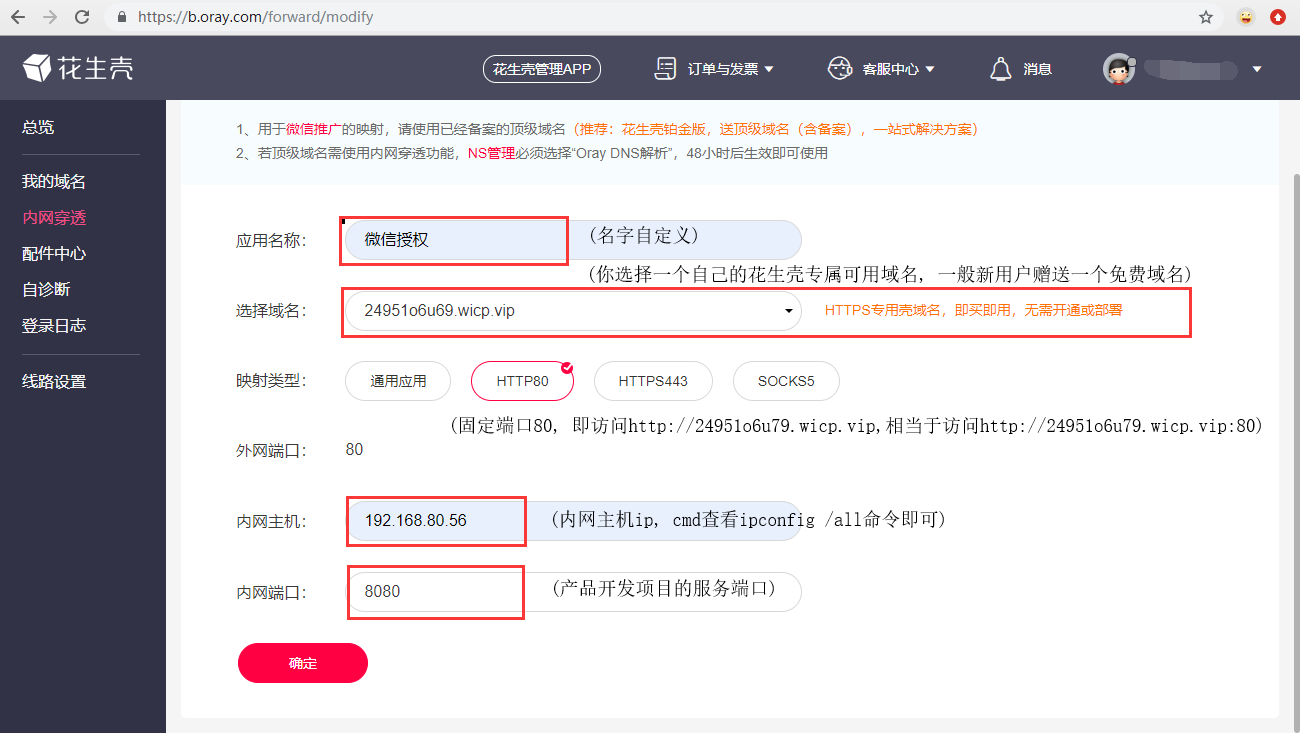 https://b.oray.com/forward/modify
花生壳
花生壳管理APP
订单与发票
客服中心
消息
总览
我的域名
内网穿透
配件中心
自诊断
登录日志
线路设置
1、用于微信推广的映射，请使用已经备案的顶级域名（推荐：花生壳铂金版，送顶级域名（含备案），一站式解决方案）
2、若顶级域名需使用内网穿透功能，NS管理必须选择“Oray DNS解析”，48小时后生效即可使用
应用名称： 微信授权 (名字自定义)
(你选择一个自己的花生壳专属可用域名, 一般新用户赠送一个免费域名)
选择域名： 24951o6u69.wicp.vip HTTPS专用壳域名，即买即用，无需开通或部署
映射类型： 通用应用 HTTP80 HTTPS443 SOCKS5
(固定端口80, 即访问http://24951o6u79.wicp.vip,相当于访问http://24951o6u79.wicp.vip:80)
外网端口： 80
内网主机： 192.168.80.56 (内网主机ip, cmd查看ipconfig /all命令即可)
内网端口： 8080 (产品开发项目的服务端口)
确定